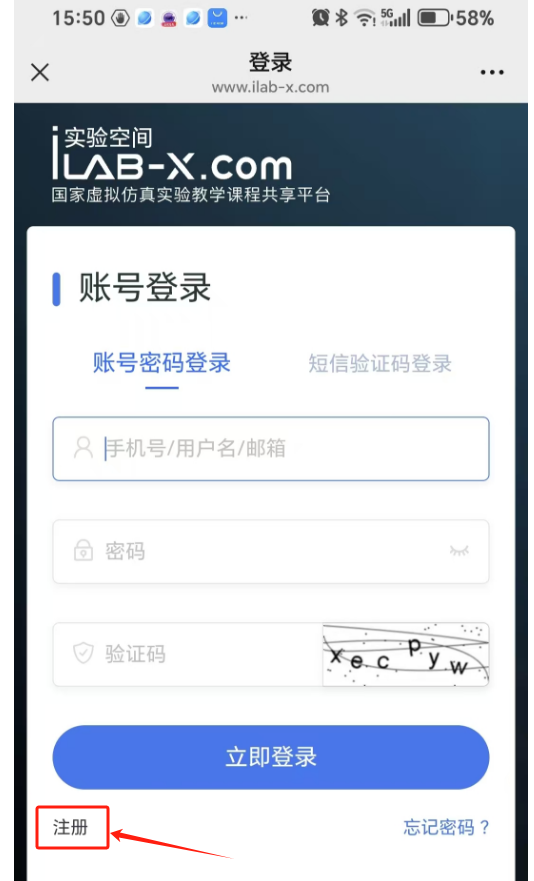 15:50 ··· 5G 58%
登录
www.ilab-x.com
实验空间
iLAB-X.com
国家虚拟仿真实验教学课程共享平台
账号登录
账号密码登录 短信验证码登录
手机号/用户名/邮箱
密码
验证码 xecPyw
立即登录
注册 忘记密码？